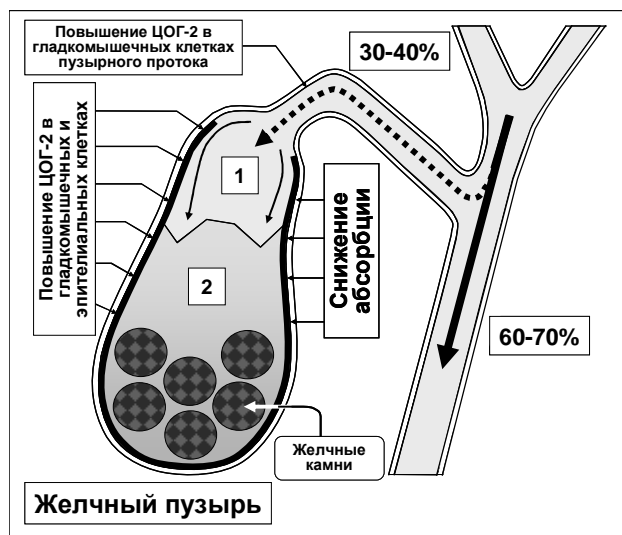 Повышение ЦОГ-2 в
гладкомышечных клетках
пузырного протока
30-40%
Повышение ЦОГ-2 в
гладкомышечных и
эпителиальных клетках
1
Снижение
абсорбции
2
60-70%
Желчные
камни
Желчный пузырь